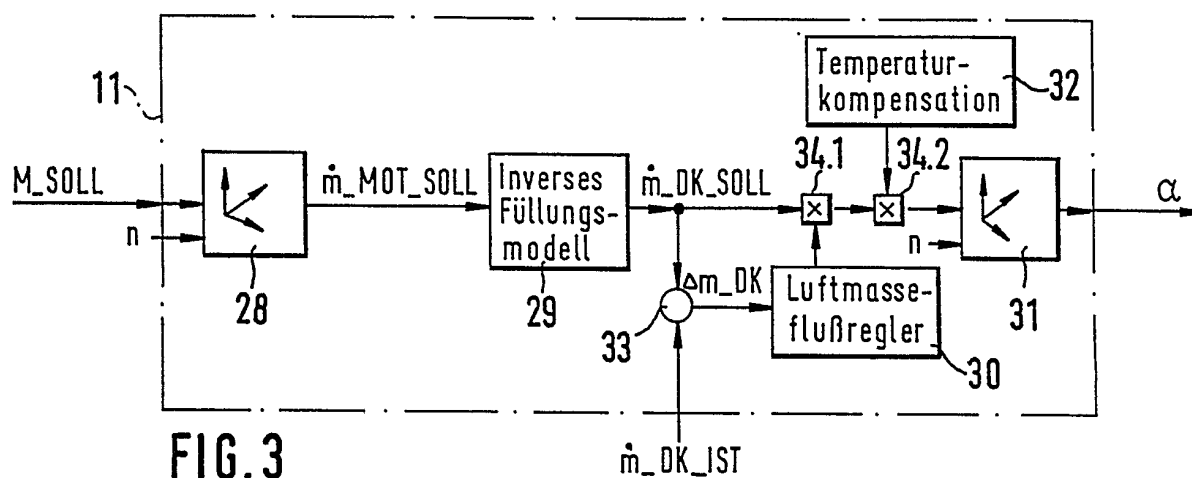 Temperatur-
kompensation
32
11
34.1
34.2
M_SOLL
ṁ_MOT_SOLL
Inverses
Füllungs-
modell
ṁ_DK_SOLL
×
×
α
n
28
29
Δm_DK
n
31
33
Luftmasse-
flußregler
30
ṁ_DK_IST
FIG. 3